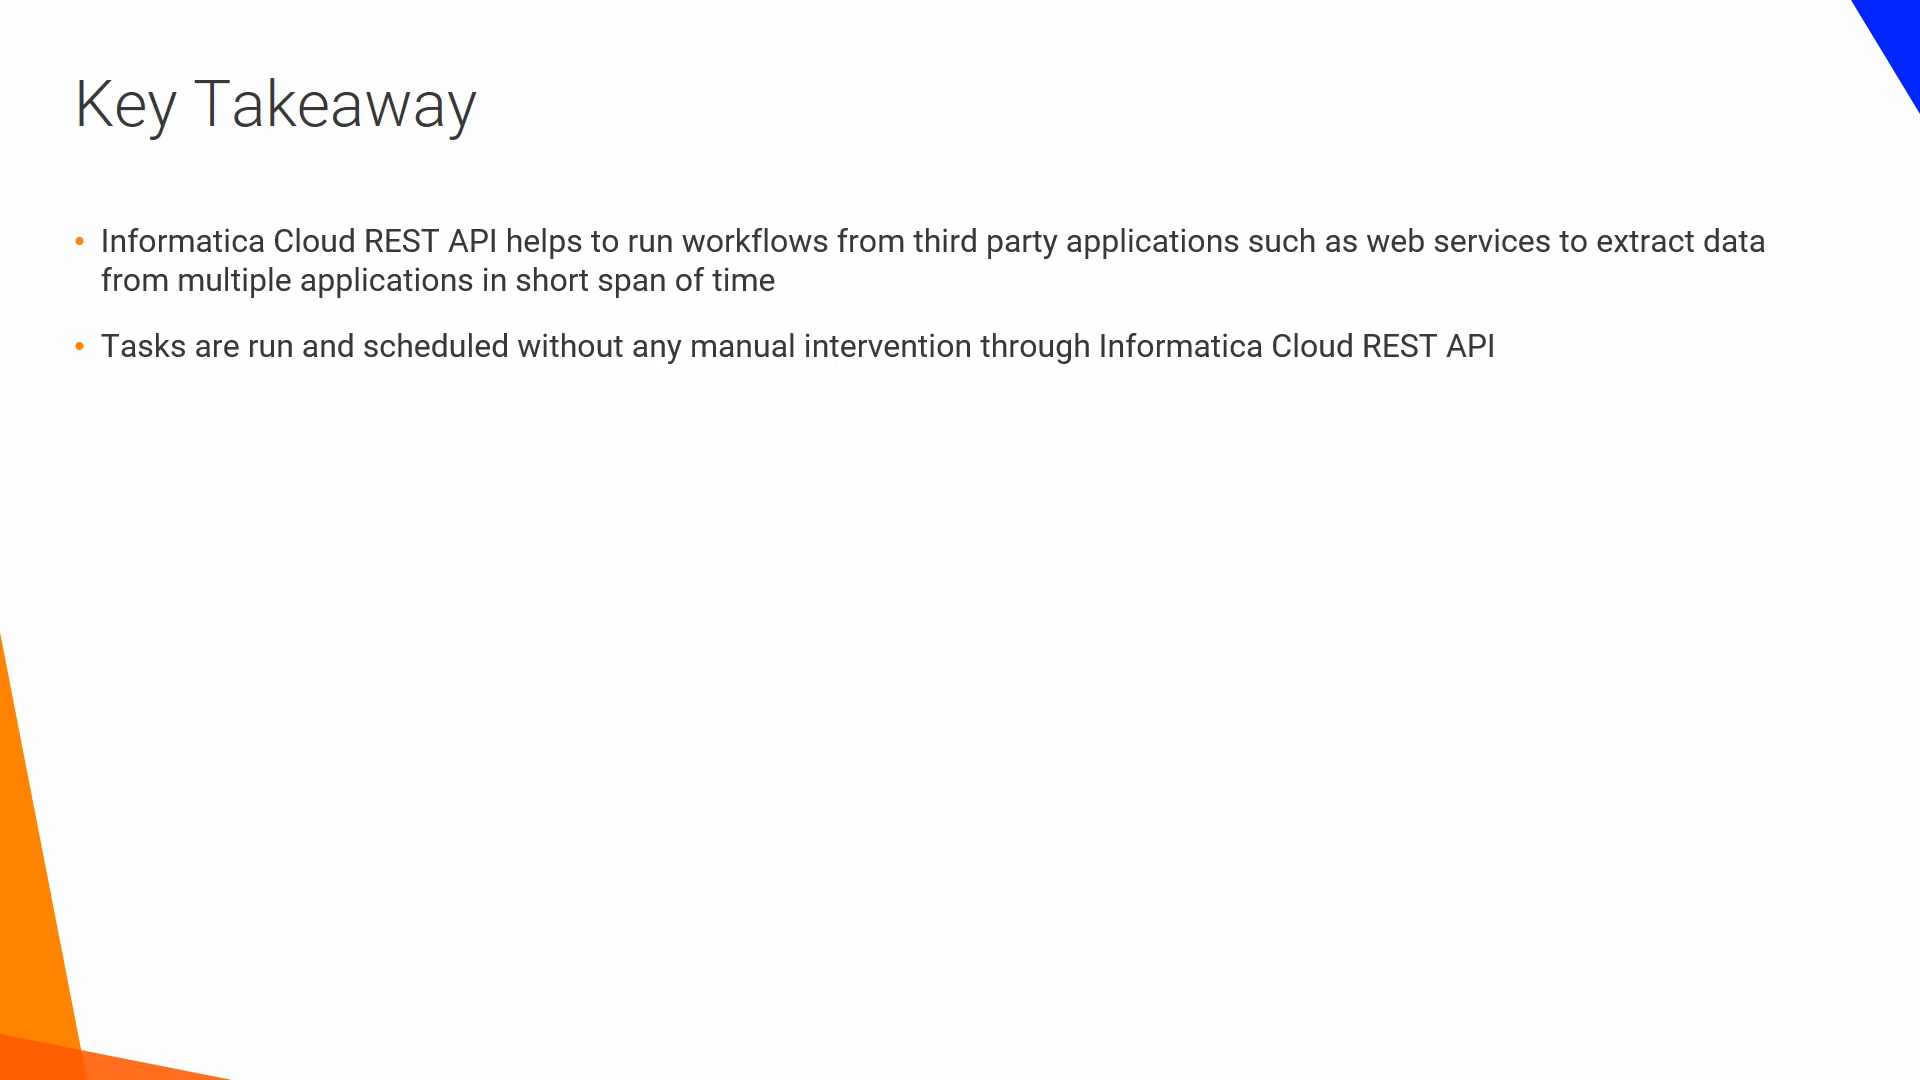 Key Takeaway
• Informatica Cloud REST API helps to run workflows from third party applications such as web services to extract data
from multiple applications in short span of time
• Tasks are run and scheduled without any manual intervention through Informatica Cloud REST API